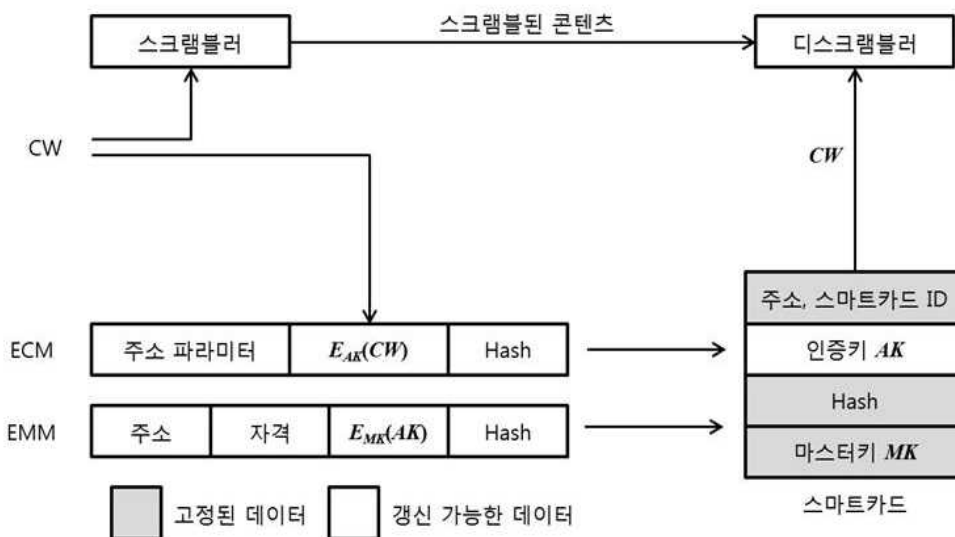 스크램블된 콘텐츠
스크램블러
디스크램블러
CW
CW
주소, 스마트카드 ID
ECM
주소 파라미터
E_AK(CW)
Hash
인증키 AK
Hash
EMM
주소
자격
E_MK(AK)
Hash
마스터키 MK
스마트카드
고정된 데이터
갱신 가능한 데이터